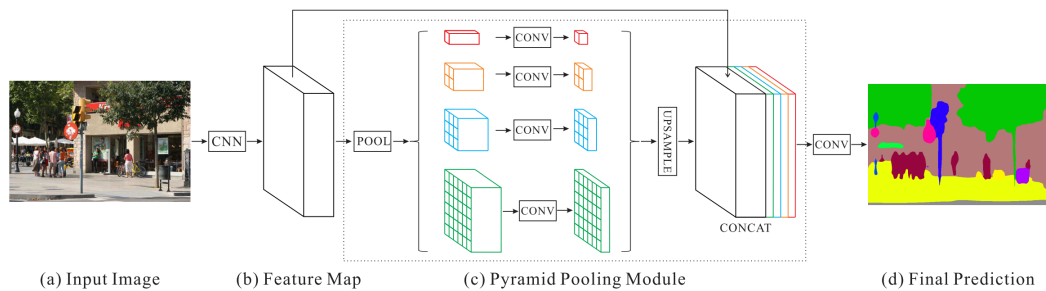 CNN
POOL
CONV
CONV
CONV
CONV
UPSAMPLE
CONCAT
CONV
(a) Input Image
(b) Feature Map
(c) Pyramid Pooling Module
(d) Final Prediction